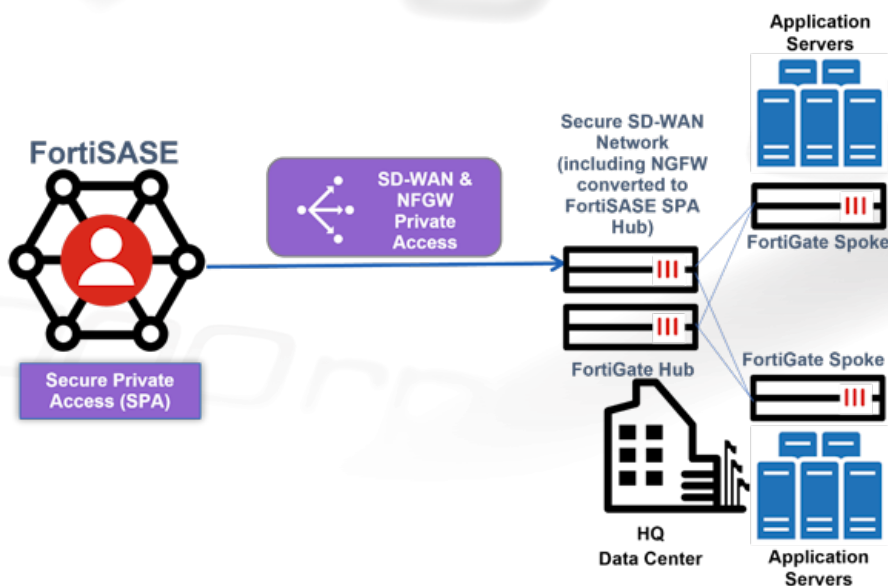 Application
Servers
FortiSASE
SD-WAN &
NFGW
Private
Access
Secure SD-WAN
Network
(including NGFW
converted to
FortiSASE SPA
Hub)
FortiGate Spoke
Secure Private
Access (SPA)
FortiGate Hub
FortiGate Spoke
HQ
Data Center
Application
Servers